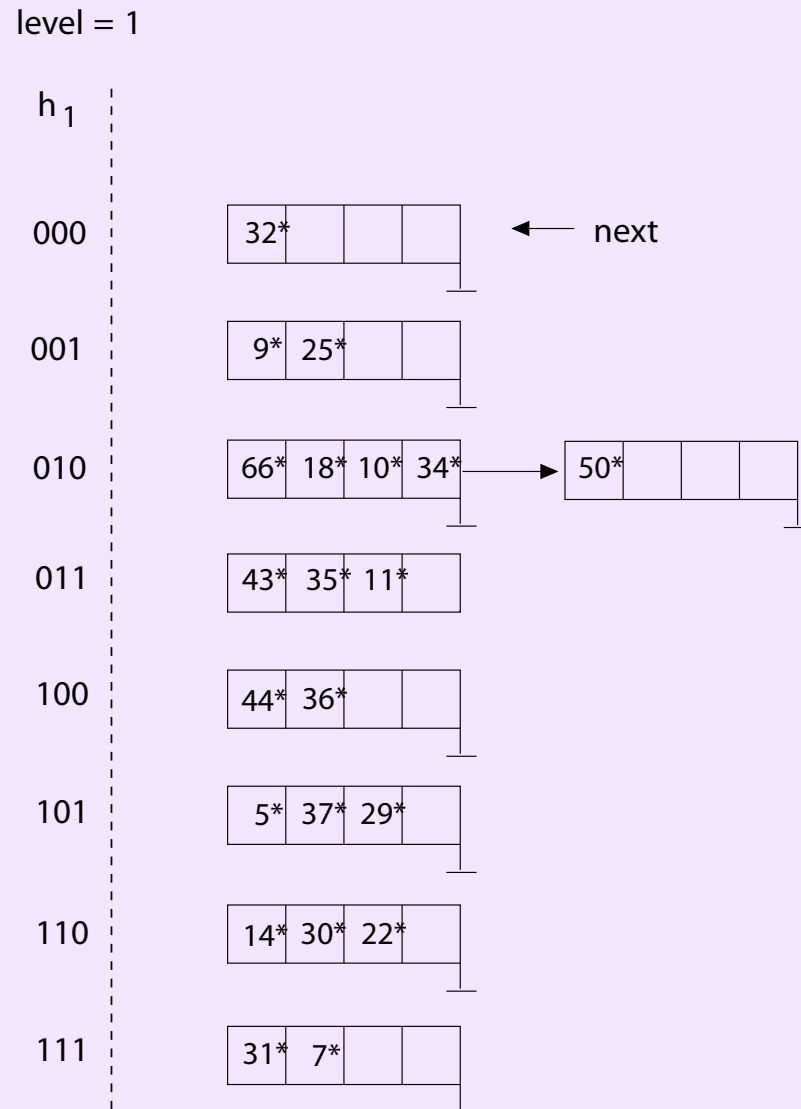 level = 1
h 1
000 32* next
001 9* 25*
010 66* 18* 10* 34* 50*
011 43* 35* 11*
100 44* 36*
101 5* 37* 29*
110 14* 30* 22*
111 31* 7*